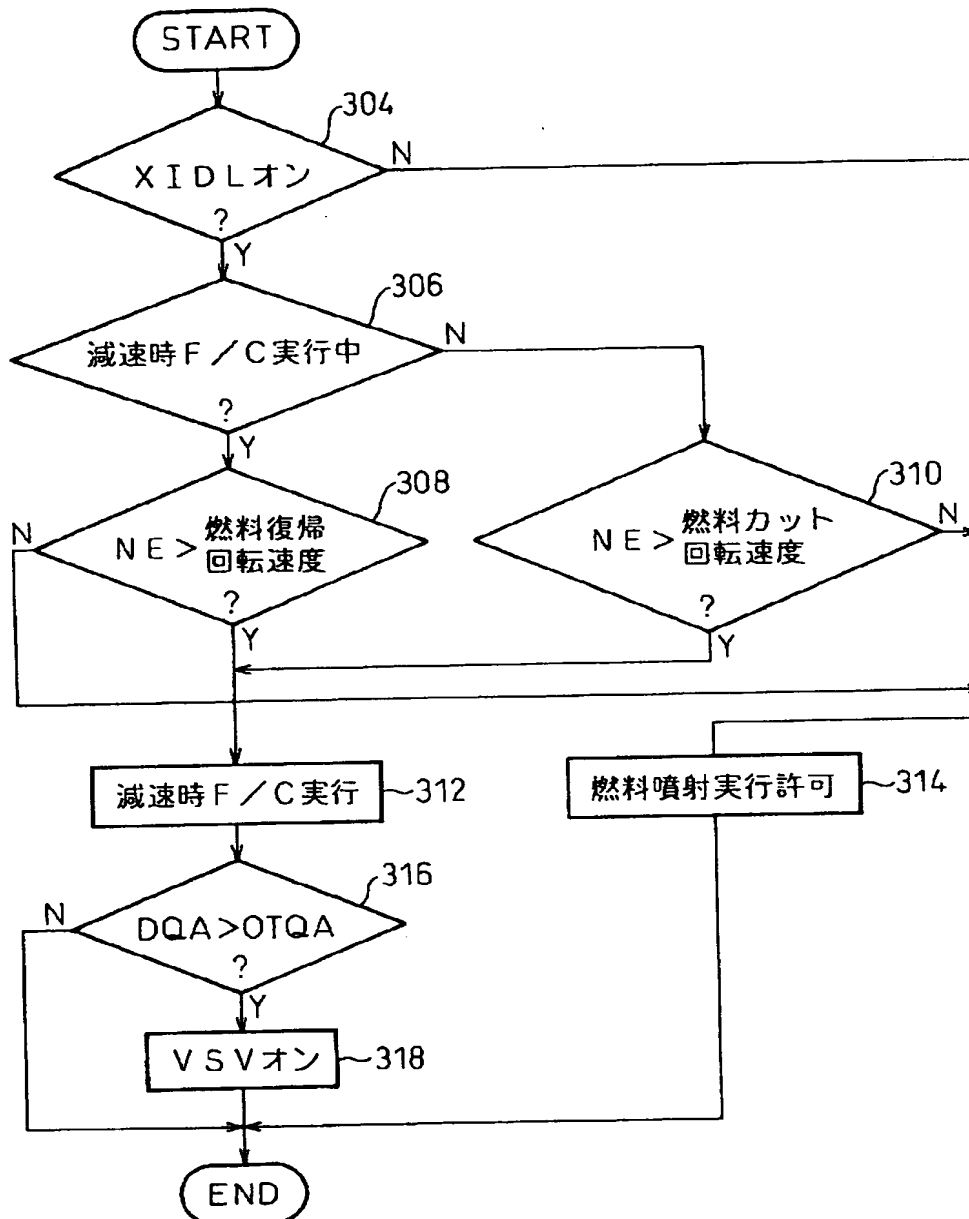 START
304
XIDLオン
?
N
Y
306
減速時F/C実行中
?
N
Y
308
NE>燃料復帰
回転速度
?
N
Y
310
NE>燃料カット
回転速度
?
N
Y
減速時F/C実行
312
燃料噴射実行許可
314
316
DQA>OTQA
?
N
Y
VSVオン
318
END